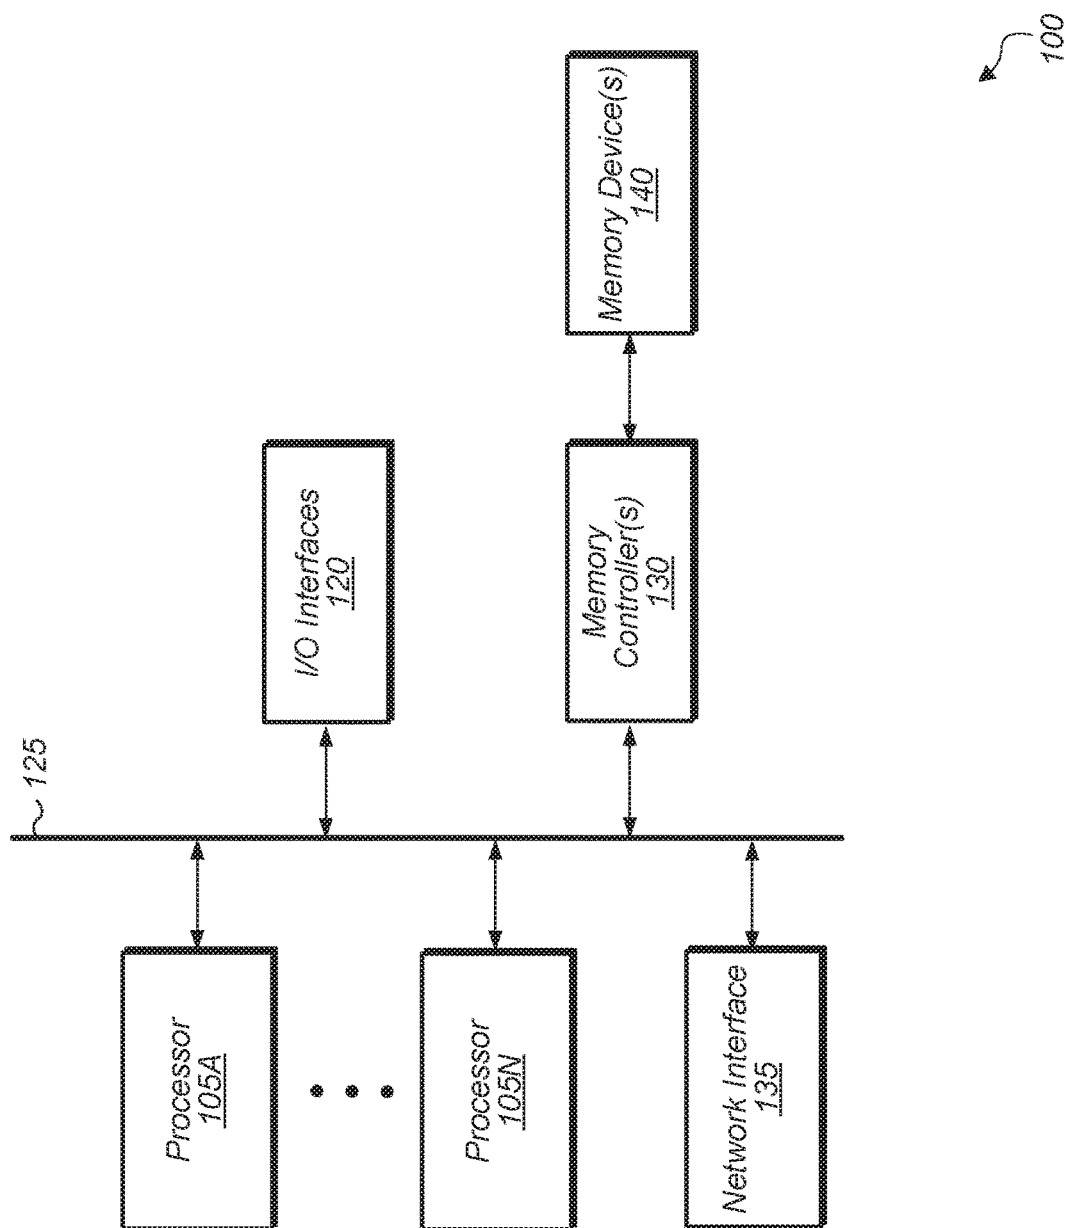 Processor
105A
Processor
105N
Network Interface
135
125
I/O Interfaces
120
Memory
Controller(s)
130
Memory Device(s)
140
100